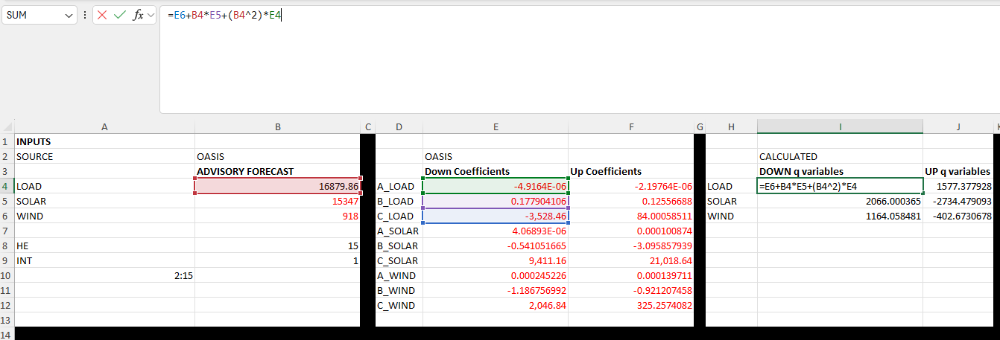 SUM fx =E6+B4*E5+(B4^2)*E4
A B C D E F G H I J
1 INPUTS
2 SOURCE OASIS OASIS CALCULATED
3 ADVISORY FORECAST Down Coefficients Up Coefficients DOWN q variables UP q variables
4 LOAD 16879.86 A_LOAD -4.9164E-06 -2.19764E-06 LOAD =E6+B4*E5+(B4^2)*E4 1577.377928
5 SOLAR 15347 B_LOAD 0.177904106 0.12556688 SOLAR 2066.000365 -2734.479093
6 WIND 918 C_LOAD -3,528.46 84.00058511 WIND 1164.058481 -402.6730678
7 A_SOLAR 4.06893E-06 0.000100874
8 HE 15 B_SOLAR -0.541051665 -3.095857939
9 INT 1 C_SOLAR 9,411.16 21,018.64
10 2:15 A_WIND 0.000245226 0.000139711
11 B_WIND -1.186756992 -0.921207458
12 C_WIND 2,046.84 325.2574082
13
14